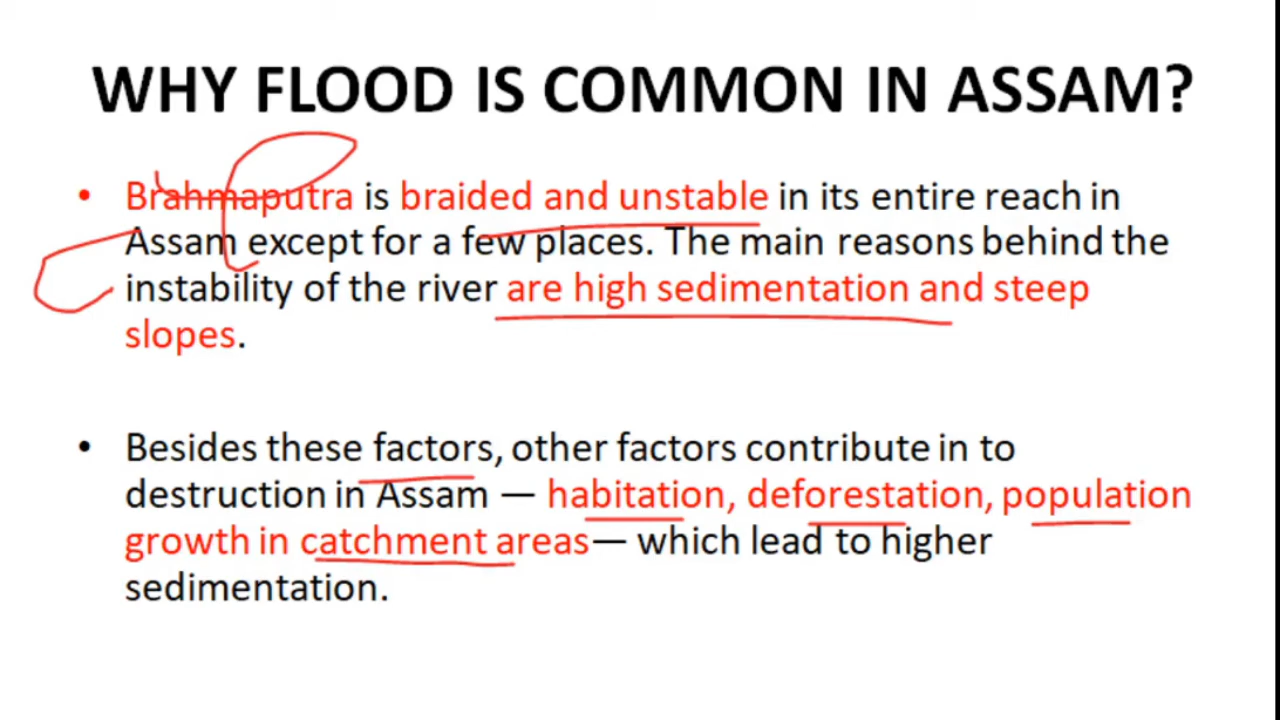 WHY FLOOD IS COMMON IN ASSAM?
• Brahmaputra is braided and unstable in its entire reach in
Assam except for a few places. The main reasons behind the
instability of the river are high sedimentation and steep
slopes.
• Besides these factors, other factors contribute in to
destruction in Assam — habitation, deforestation, population
growth in catchment areas— which lead to higher
sedimentation.